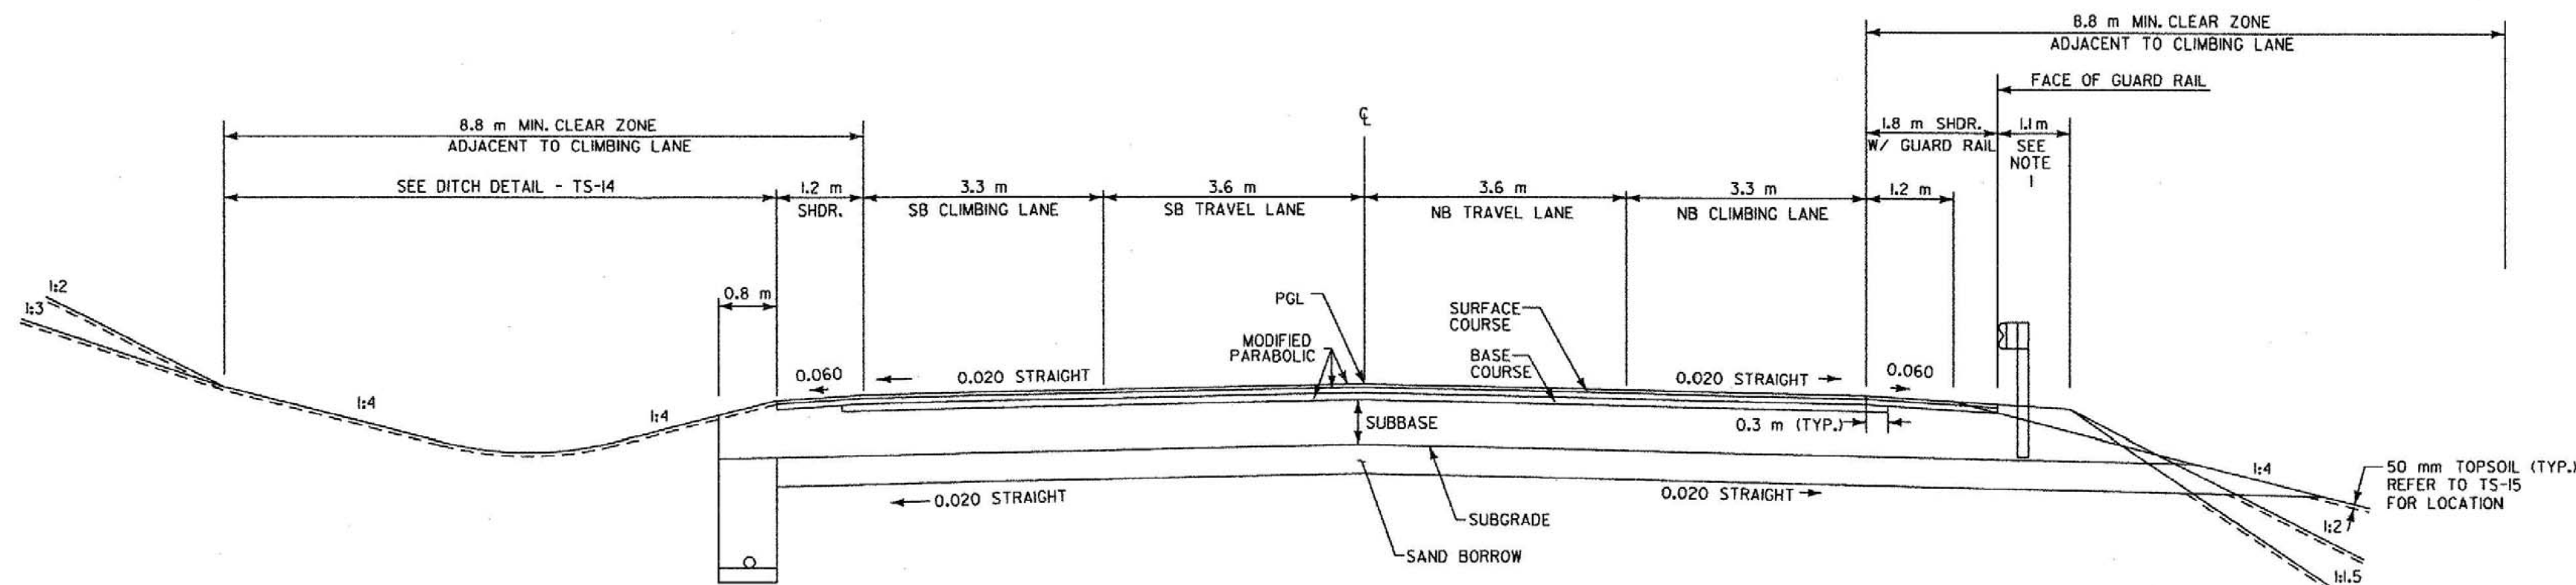 8.8 m MIN. CLEAR ZONE
ADJACENT TO CLIMBING LANE
FACE OF GUARD RAIL
℄
8.8 m MIN. CLEAR ZONE
ADJACENT TO CLIMBING LANE
1.8 m SHDR.
W/ GUARD RAIL
1.1 m
SEE
NOTE
1
SEE DITCH DETAIL - TS-14
1.2 m
SHDR.
3.3 m
SB CLIMBING LANE
3.6 m
SB TRAVEL LANE
3.6 m
NB TRAVEL LANE
3.3 m
NB CLIMBING LANE
1.2 m
1:2
1:3
0.8 m
PGL
SURFACE
COURSE
MODIFIED
PARABOLIC
BASE
COURSE
0.060
0.020 STRAIGHT
0.020 STRAIGHT
0.060
1:4
1:4
SUBBASE
0.3 m (TYP.)
1:4
50 mm TOPSOIL (TYP.)
REFER TO TS-15
FOR LOCATION
0.020 STRAIGHT
0.020 STRAIGHT
SUBGRADE
1:2
SAND BORROW
1:1.5